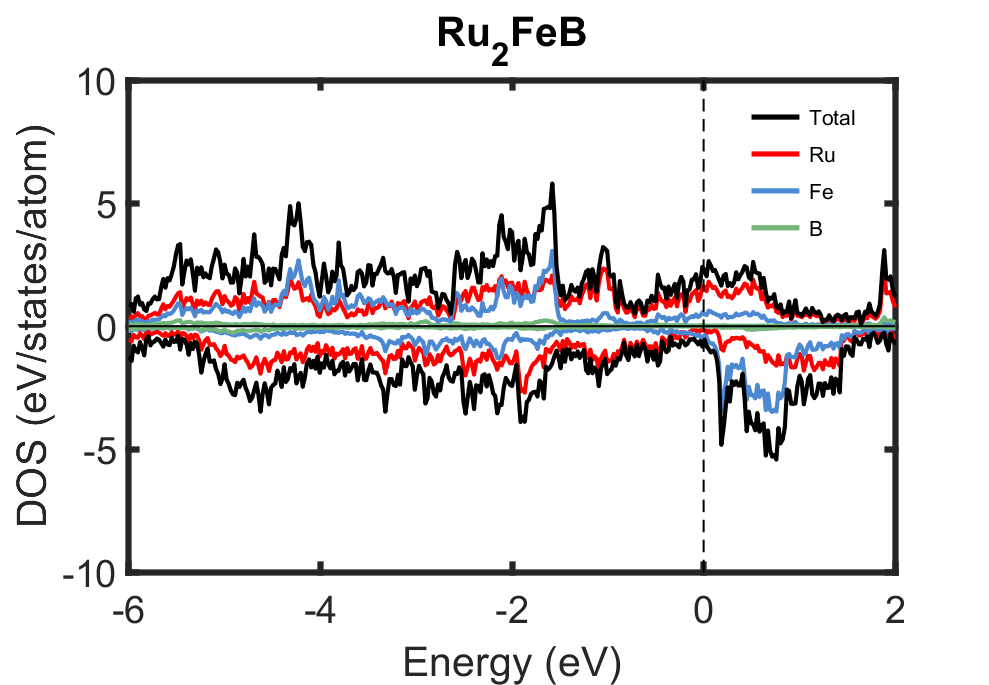 Ru₂FeB
DOS (eV/states/atom)
10
5
0
-5
-10
Total
Ru
Fe
B
-6 -4 -2 0 2
Energy (eV)